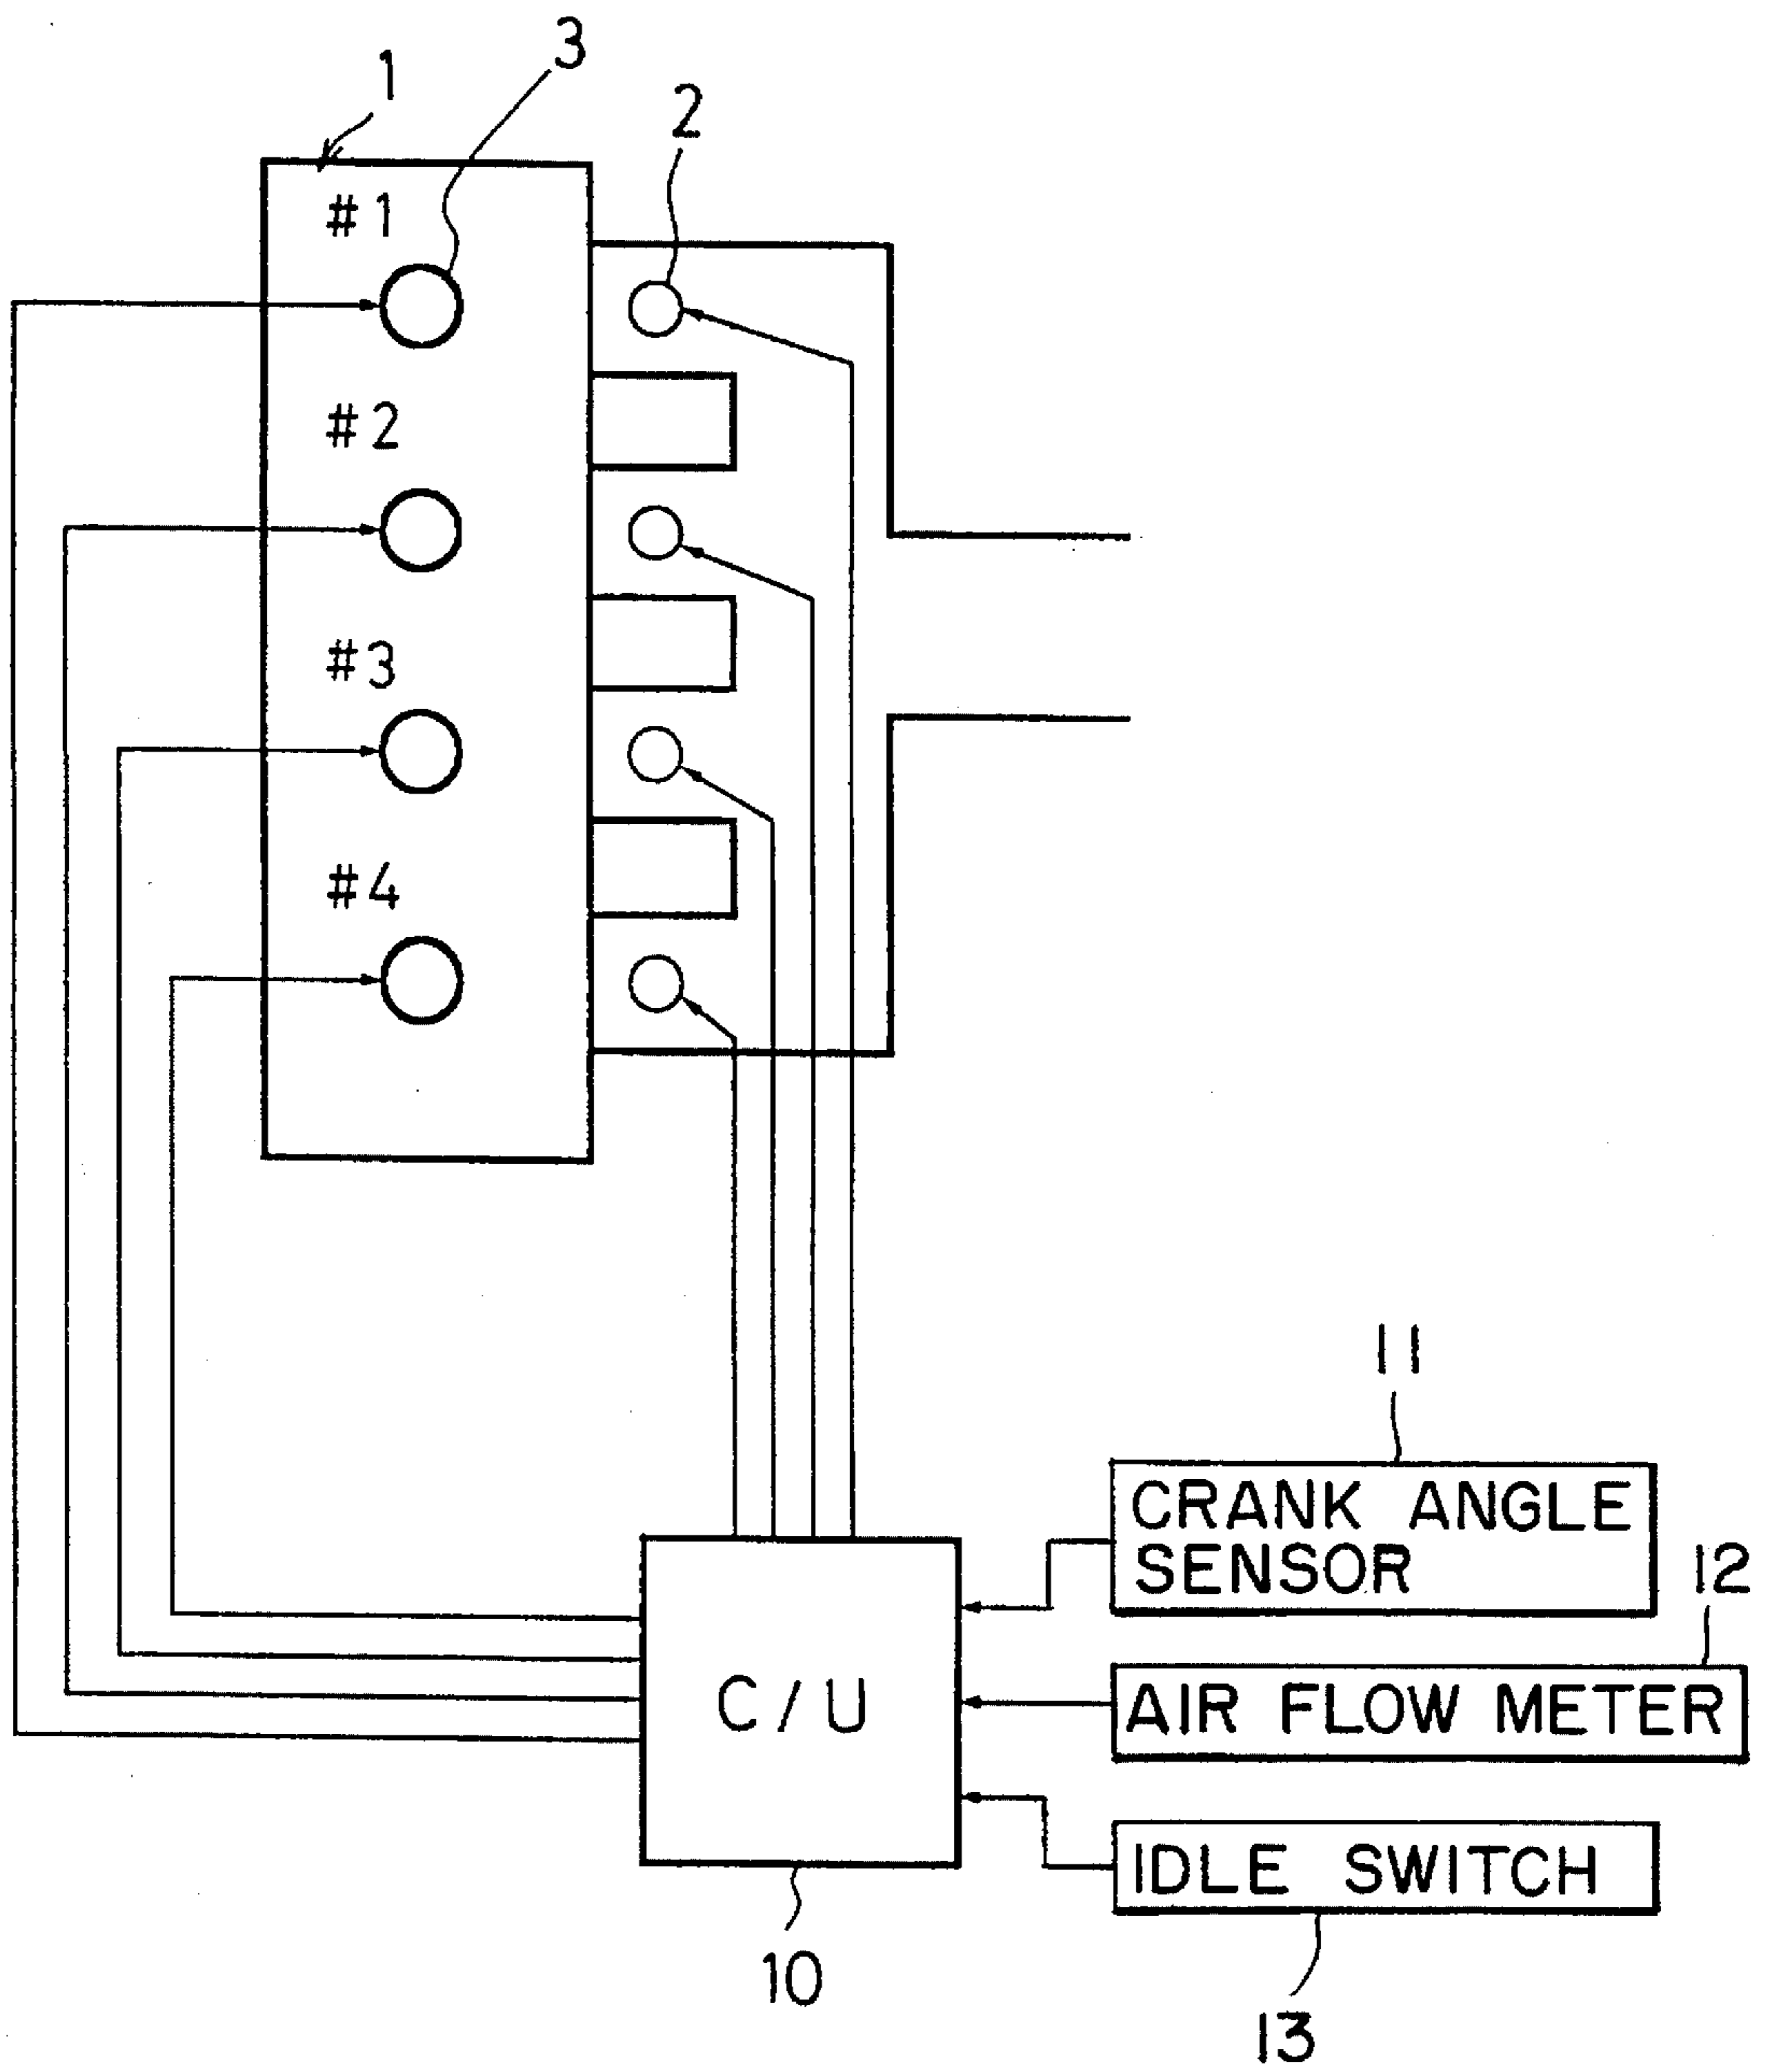 3
1
2
#1
#2
#3
#4
11
CRANK ANGLE
SENSOR
12
AIR FLOW METER
C/U
IDLE SWITCH
10
13